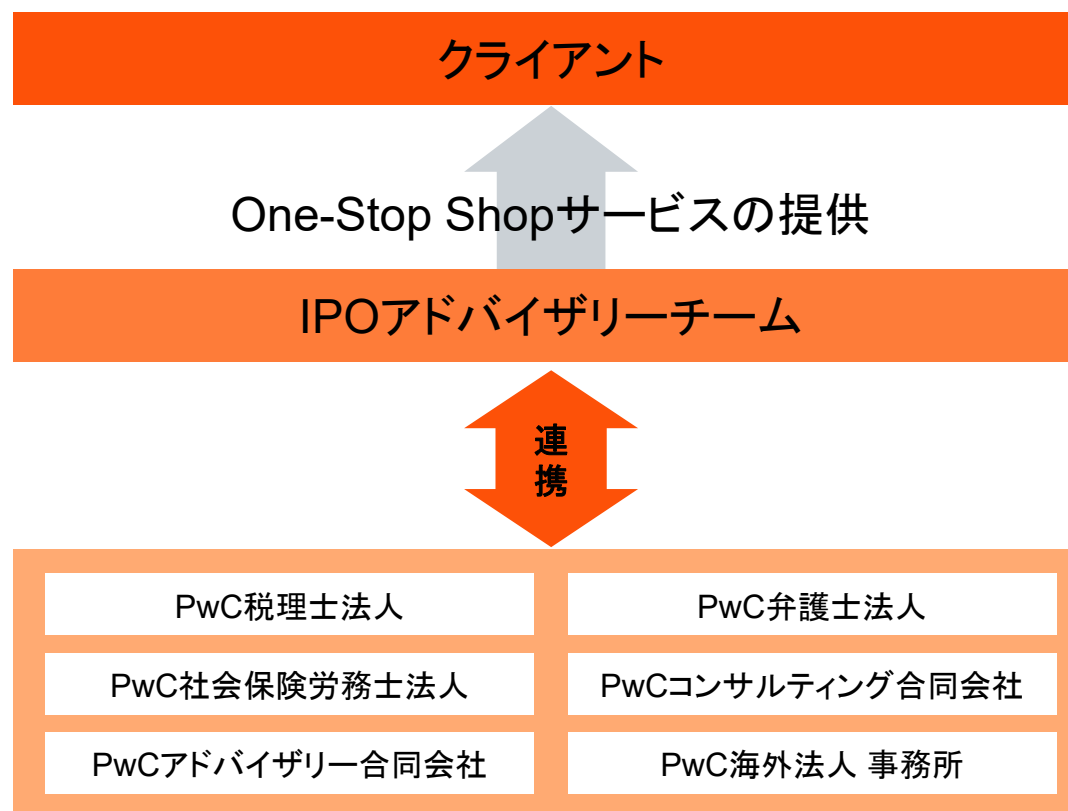 クライアント
One-Stop Shopサービスの提供
IPOアドバイザリーチーム
連
携
PwC税理士法人
PwC弁護士法人
PwC社会保険労務士法人
PwCコンサルティング合同会社
PwCアドバイザリー合同会社
PwC海外法人 事務所